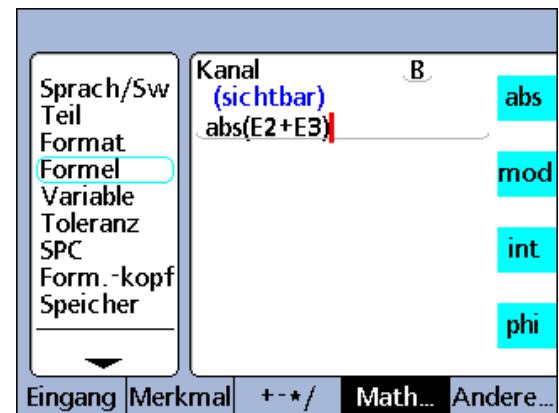 Sprach/Sw
Teil
Format
Formel
Variable
Toleranz
SPC
Form.-kopf
Speicher
Kanal B
(sichtbar)
abs(E2+E3)
abs
mod
int
phi
Eingang Merkmal +-*/ Math... Andere...